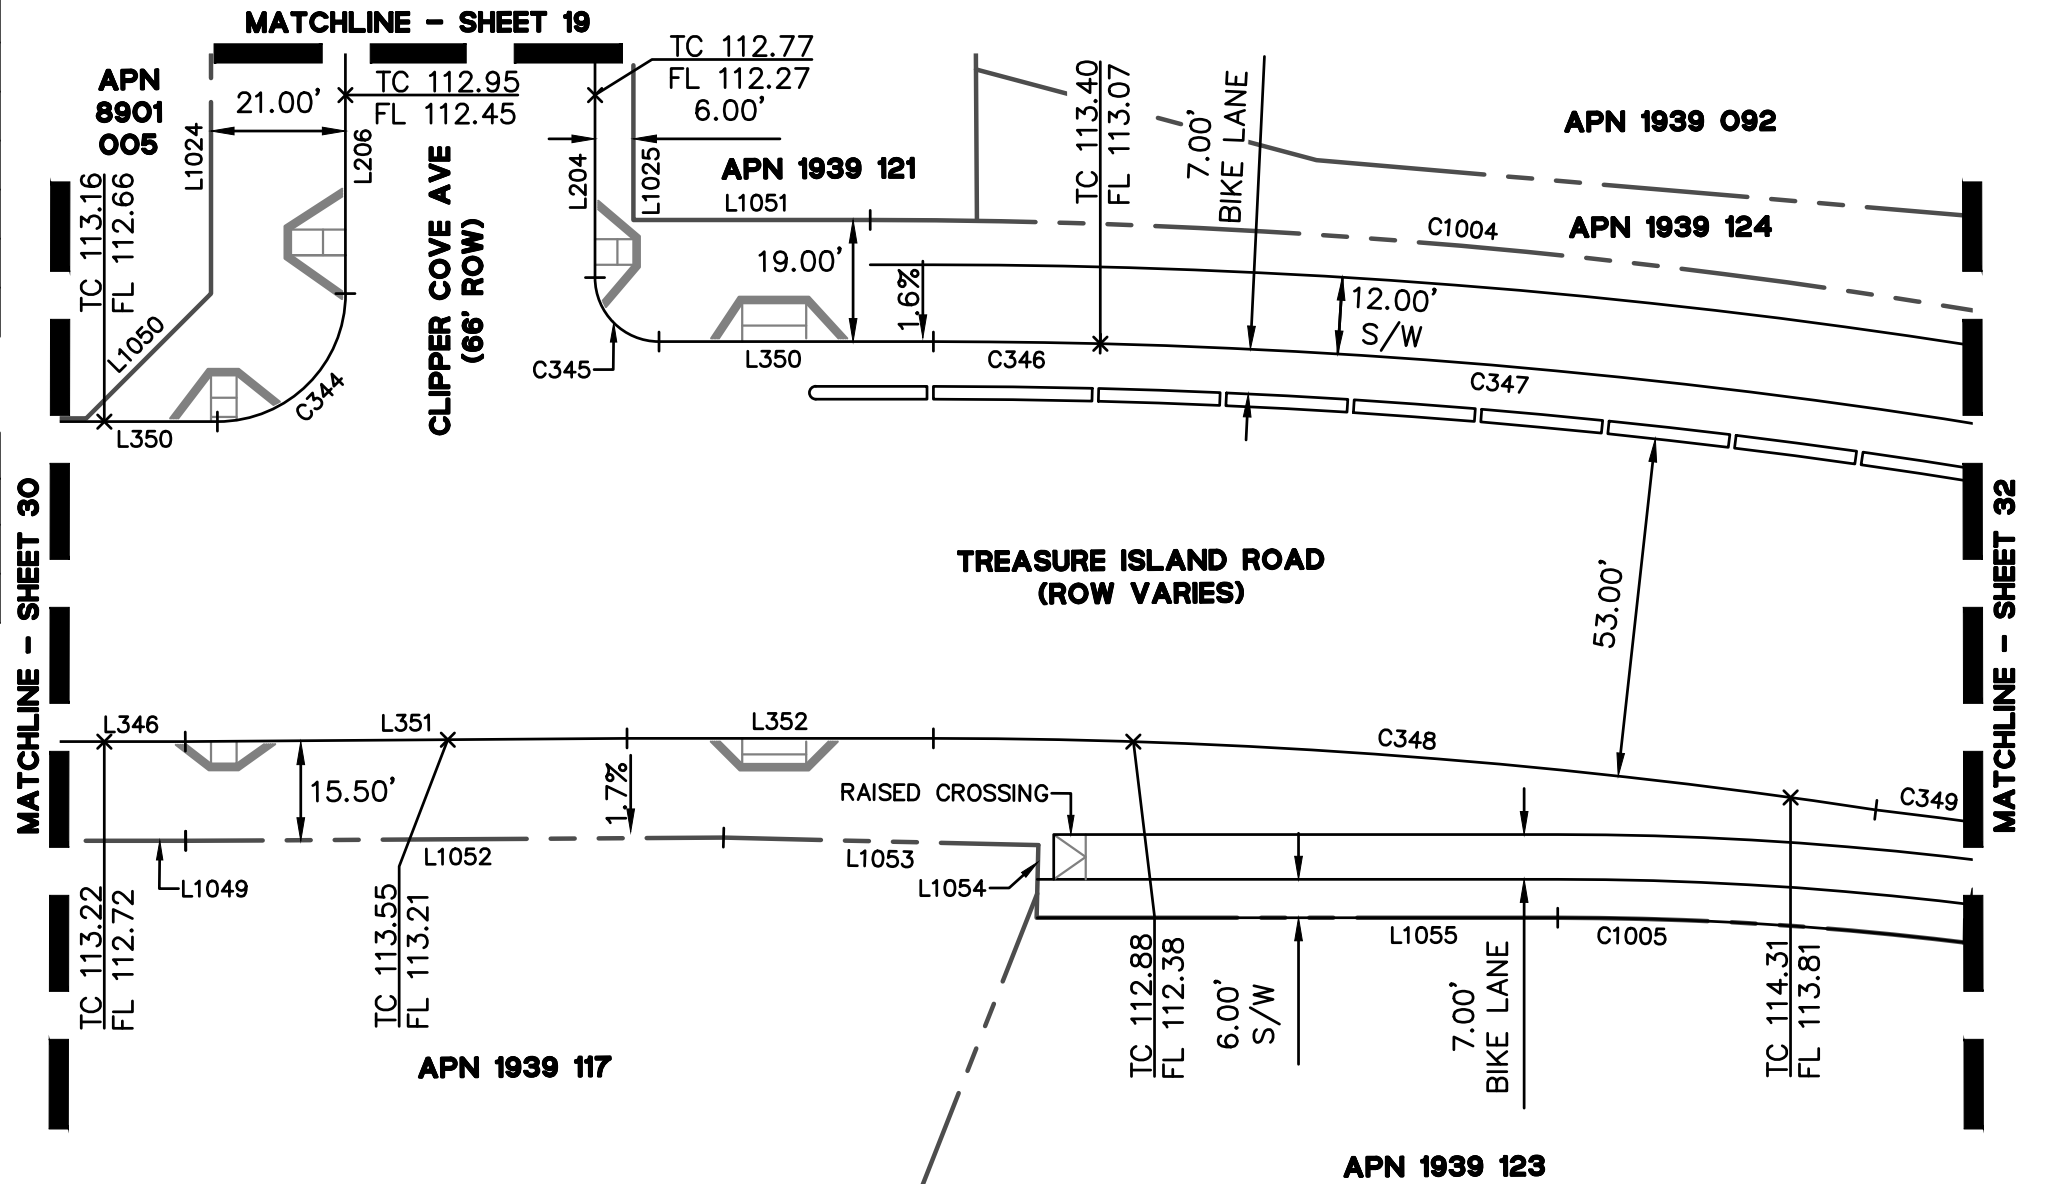 MATCHLINE - SHEET 19
APN
8901
005
21.00'
TC 112.95
FL 112.45
TC 112.77
FL 112.27
6.00'
L1024
L206
L204
L1025
TC 113.16
FL 112.66
CLIPPER COVE AVE
(66' ROW)
APN 1939 121
L1051
TC 113.40
FL 113.07
7.00'
BIKE LANE
APN 1939 092
C1004
APN 1939 124
19.00'
1.6%
12.00'
S/W
L1050
C344
L350
C345
L350
C346
C347
MATCHLINE - SHEET 30
TREASURE ISLAND ROAD
(ROW VARIES)
53.00'
MATCHLINE - SHEET 32
L346
L351
L352
C348
C349
15.50'
1.7%
RAISED CROSSING
L1049
L1052
L1053
L1054
L1055
C1005
TC 113.22
FL 112.72
TC 113.55
FL 113.21
TC 112.88
FL 112.38
6.00'
S/W
7.00'
BIKE LANE
TC 114.31
FL 113.81
APN 1939 117
APN 1939 123